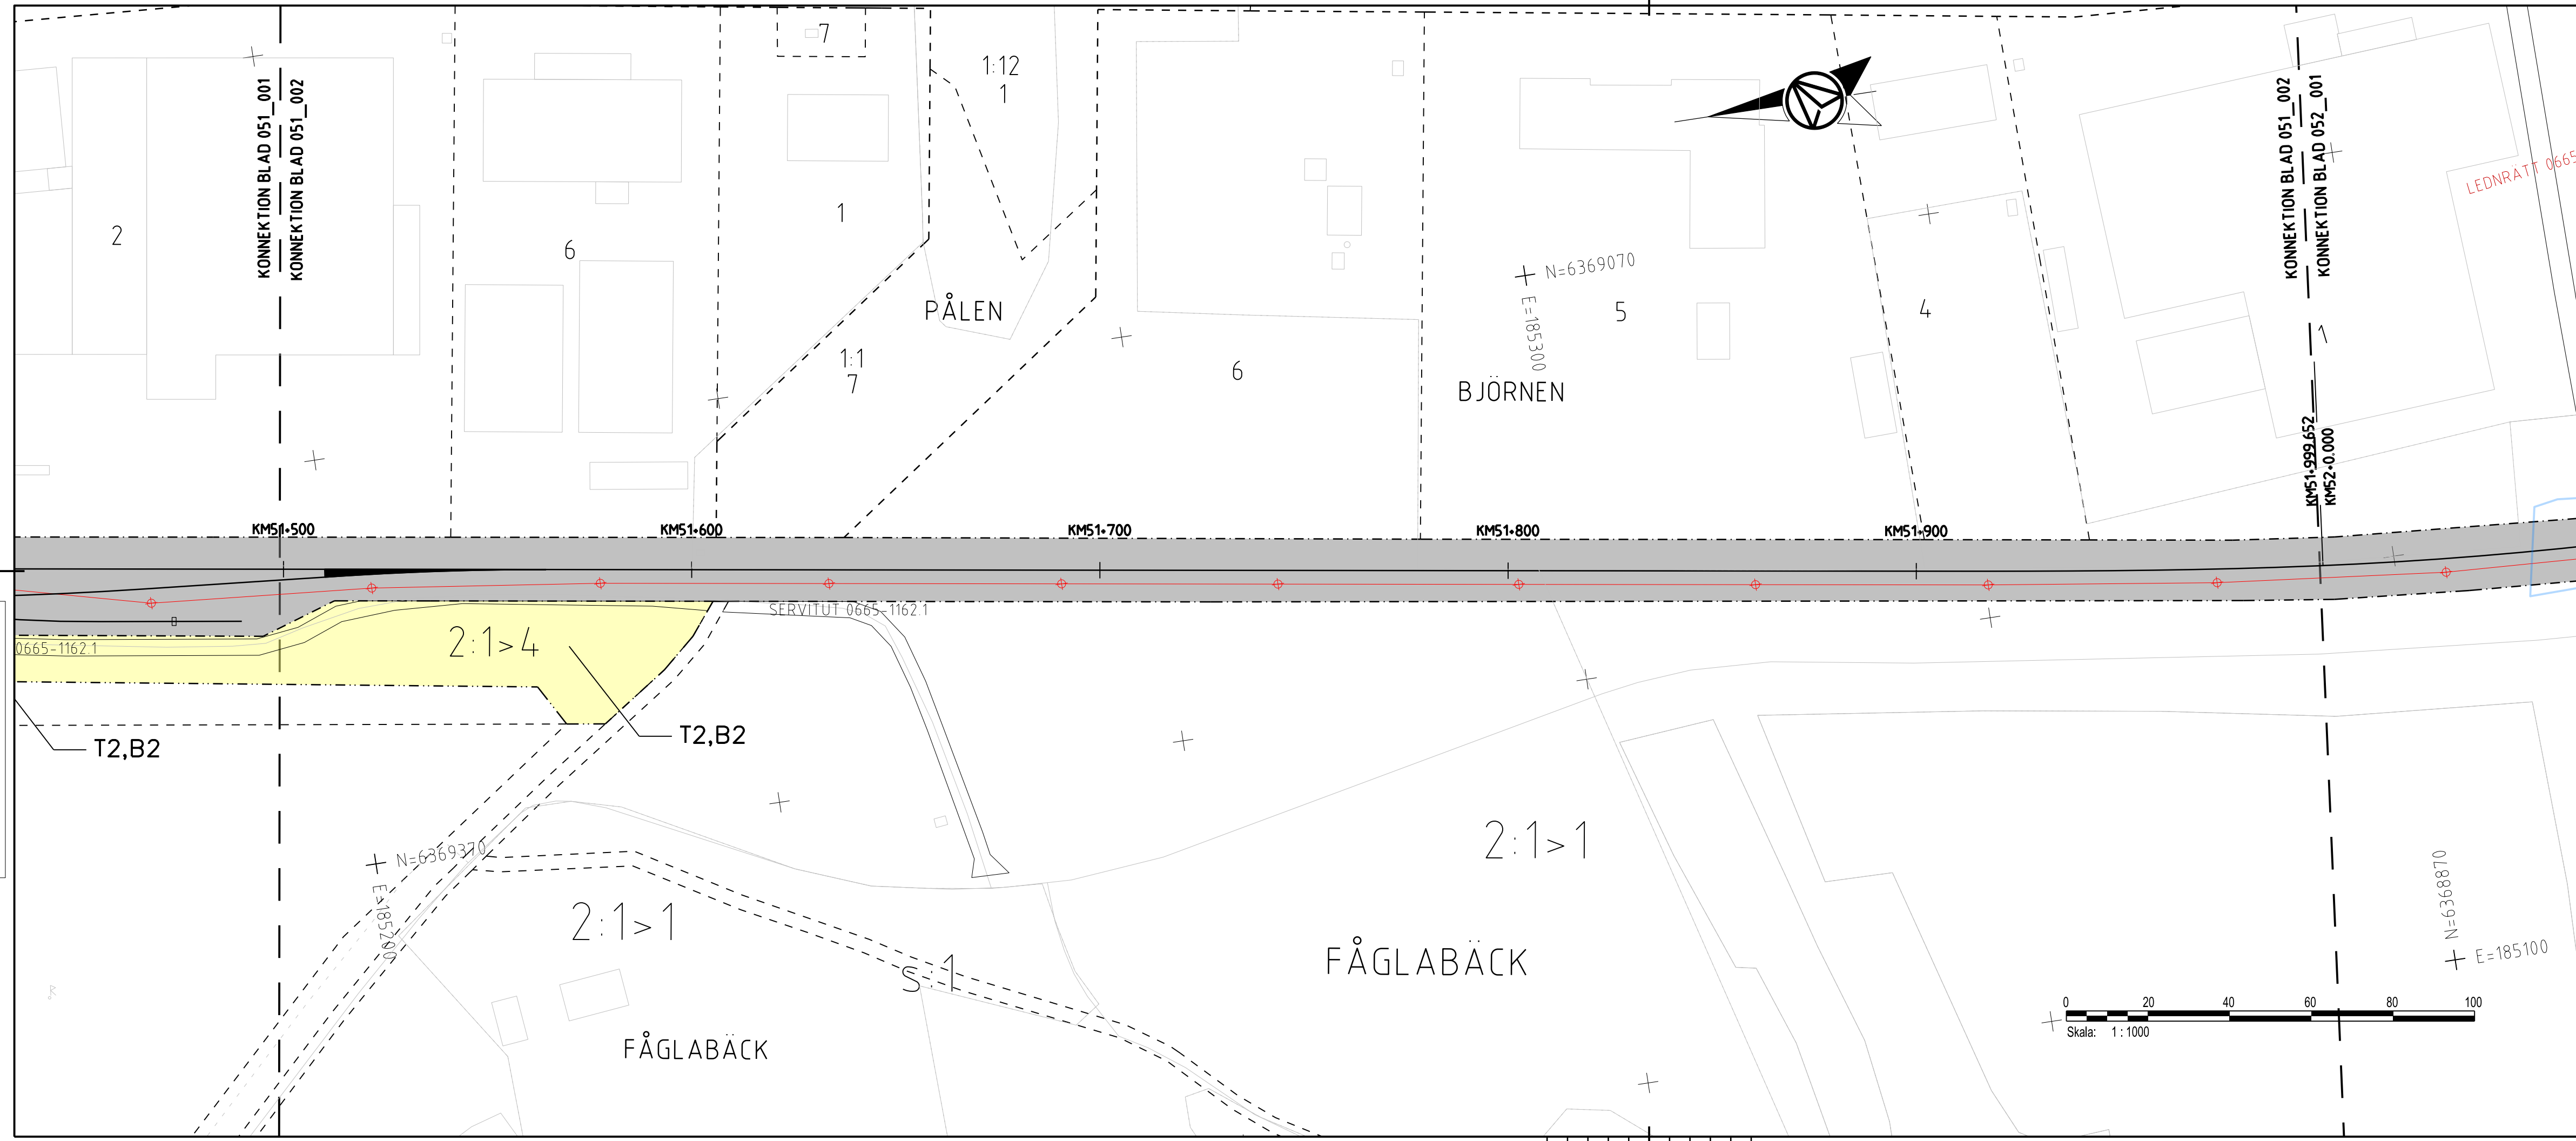 7
1:12
1
KONNEKTION BLAD 051_001
KONNEKTION BLAD 051_002
KONNEKTION BLAD 051_002
KONNEKTION BLAD 052_001
LEDNRÄTT 0665
2
6
1
N=6369070
E=185300
PÅLEN
5
4
1
1:1
7
6
BJÖRNEN
KM51+999.652
KM52+0.000
KM51+500
KM51+600
KM51+700
KM51+800
KM51+900
SERVITUT 0665-1162.1
0665-1162.1
2:1>4
T2,B2
T2,B2
2:1>1
N=6369370
E=185200
2:1>1
N=6368870
E=185100
FÅGLABÄCK
S:1
FÅGLABÄCK
0 20 40 60 80 100
Skala: 1:1000